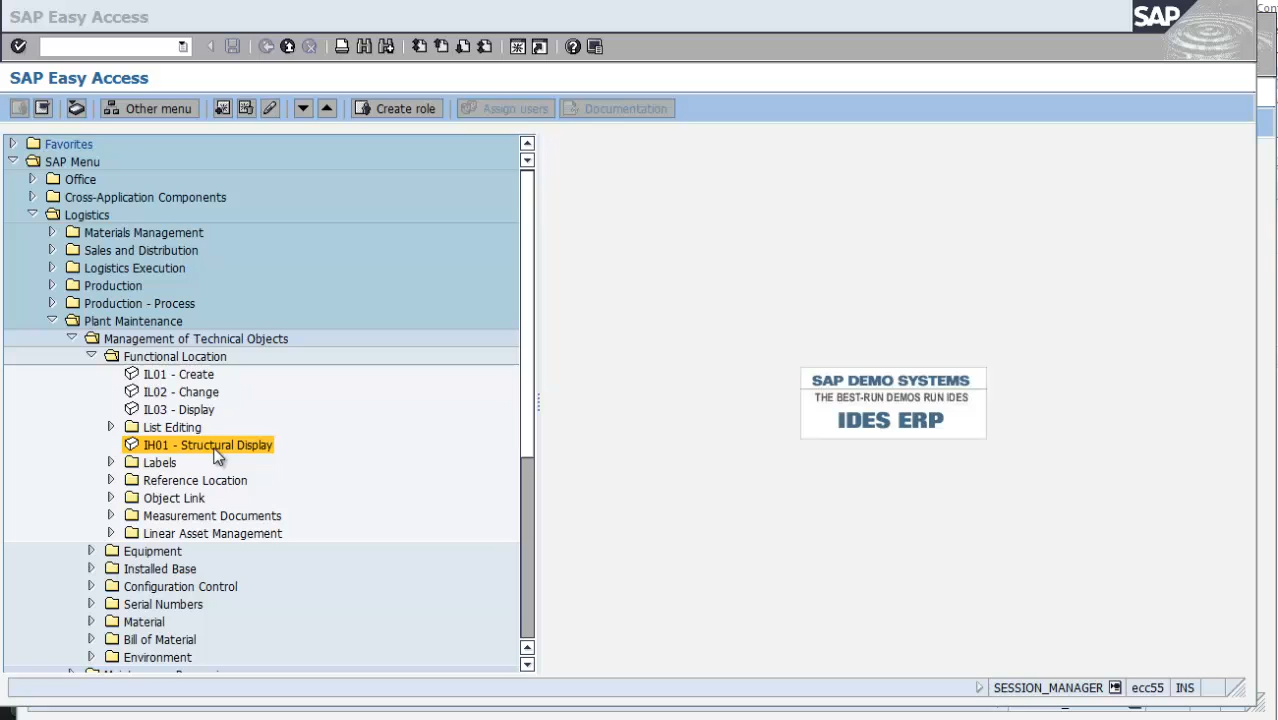 SAP Easy Access
SAP
SAP Easy Access
Other menu
Create role
Assign users
Documentation
Favorites
SAP Menu
Office
Cross-Application Components
Logistics
Materials Management
Sales and Distribution
Logistics Execution
Production
Production - Process
Plant Maintenance
Management of Technical Objects
Functional Location
IL01 - Create
IL02 - Change
IL03 - Display
List Editing
IH01 - Structural Display
Labels
Reference Location
Object Link
Measurement Documents
Linear Asset Management
Equipment
Installed Base
Configuration Control
Serial Numbers
Material
Bill of Material
Environment
SAP DEMO SYSTEMS
THE BEST-RUN DEMOS RUN IDES
IDES ERP
SESSION_MANAGER
ecc55
INS